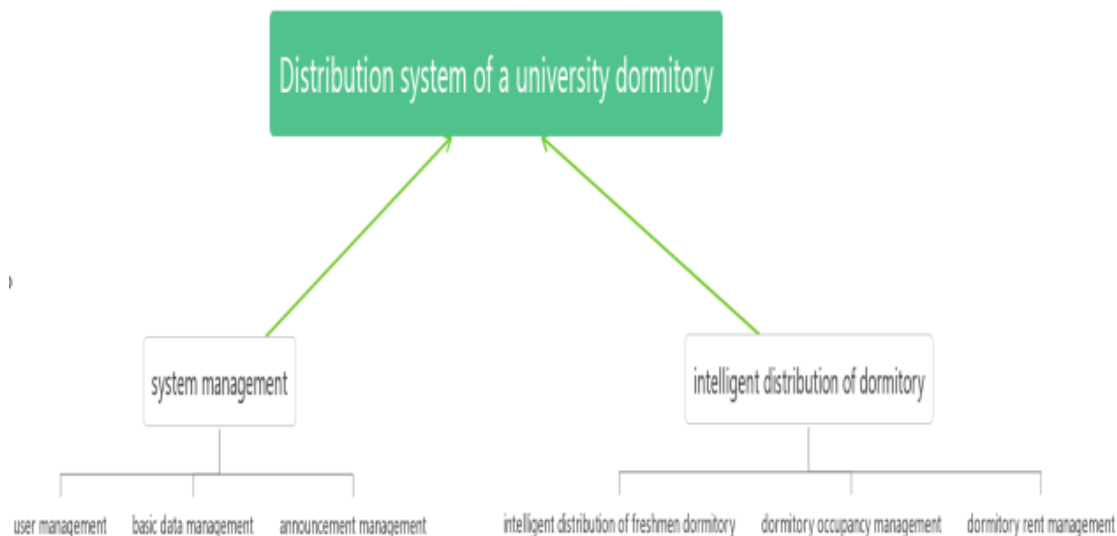 Distribution system of a university dormitory
system management
intelligent distribution of dormitory
user management
basic data management
announcement management
intelligent distribution of freshmen dormitory
dormitory occupancy management
dormitory rent management